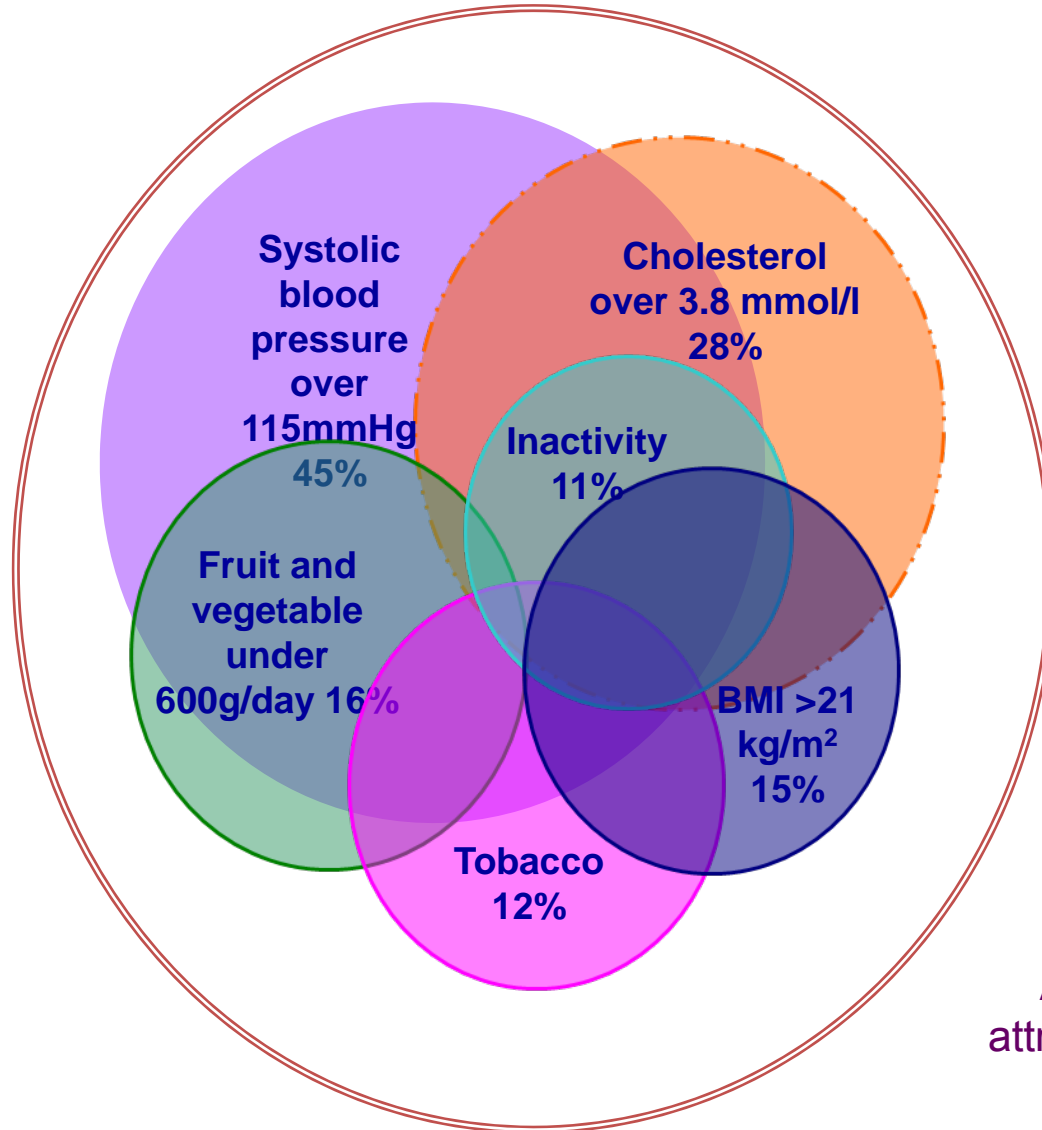 Systolic
blood
pressure
over
115mmHg
45%
Cholesterol
over 3.8 mmol/l
28%
Inactivity
11%
Fruit and
vegetable
under
600g/day 16%
BMI >21
kg/m²
15%
Tobacco
12%